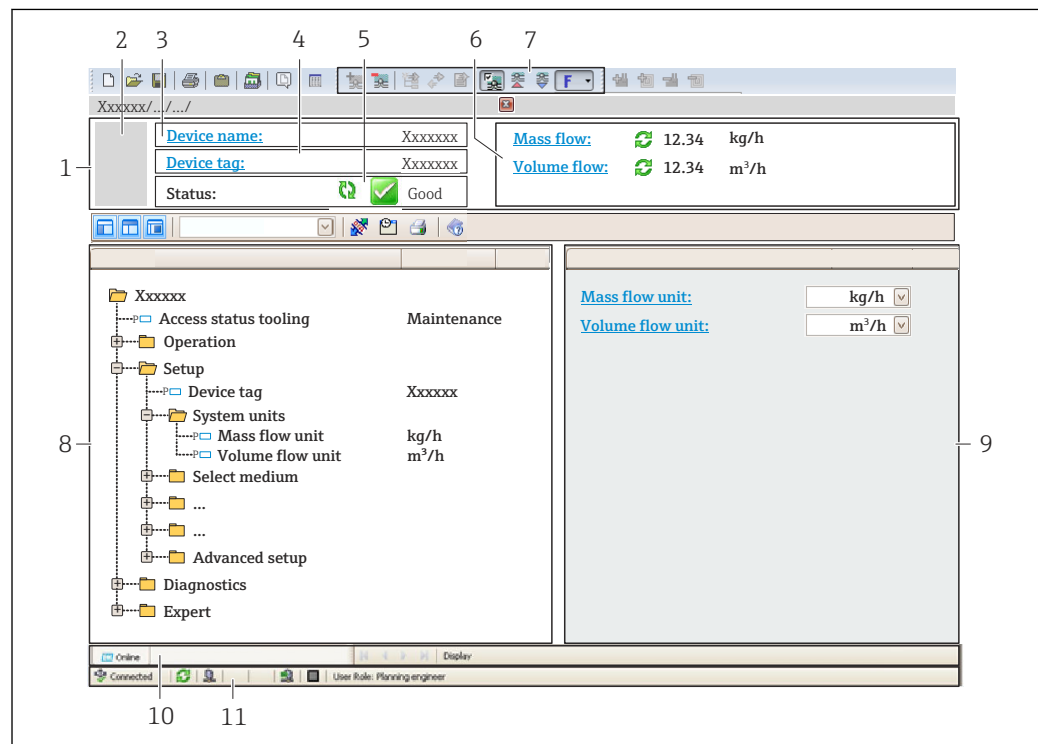 2 3 4 5 6 7
F
Xxxxxx/.../.../
1
Device name: Xxxxxxx
Device tag: Xxxxxxx
Status: Good
Mass flow: 12.34 kg/h
Volume flow: 12.34 m³/h
8
Xxxxxx
P Access status tooling Maintenance
Operation
Setup
P Device tag Xxxxxx
System units
P Mass flow unit kg/h
P Volume flow unit m³/h
Select medium
...
...
Advanced setup
Diagnostics
Expert
Mass flow unit: kg/h
Volume flow unit: m³/h
9
Online Display
Connected User Role: Planning engineer
10 11